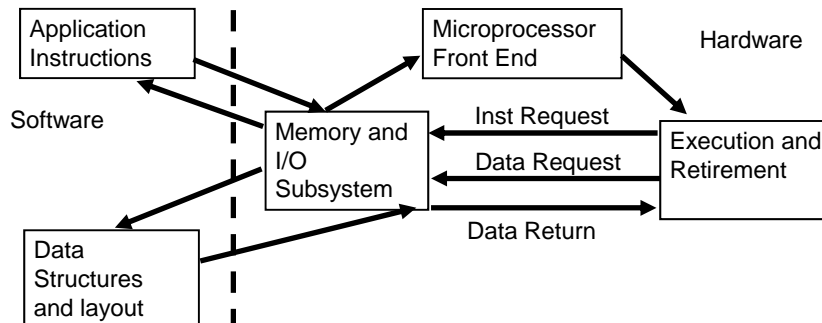 Application
Instructions
Microprocessor
Front End
Hardware
Software
Memory and
I/O
Subsystem
Inst Request
Data Request
Data Return
Execution and
Retirement
Data
Structures
and layout